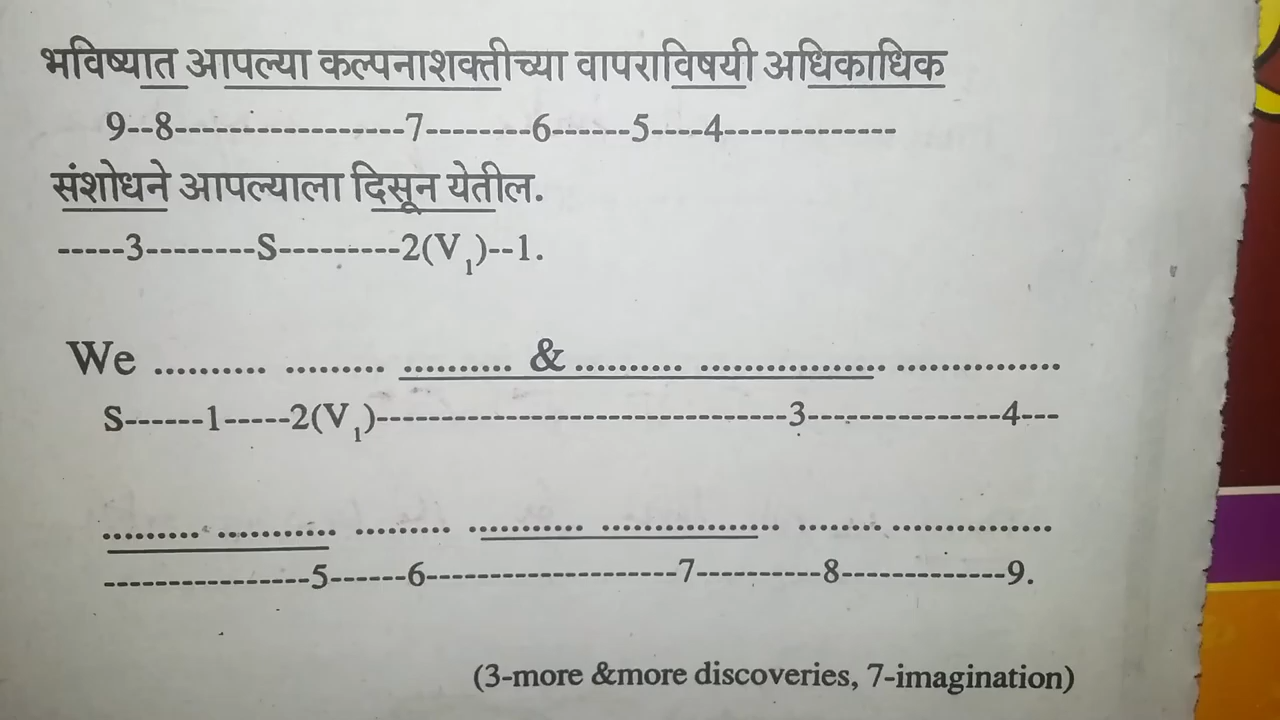 भविष्यात आपल्या कल्पनाशक्तीच्या वापराविषयी अधिकाधिक
9--8-----------------7--------6------5----4-------------
संशोधने आपल्याला दिसून येतील.
-----3--------S---------2(V₁)--1.
We .......... ......... .......... & .......... ................. ...............
S------1-----2(V₁)-------------------------------3---------------4---
......... ........... ......... ........... ................ ........ ...............
----------------5------6-------------------7----------8-------------9.
(3-more &more discoveries, 7-imagination)